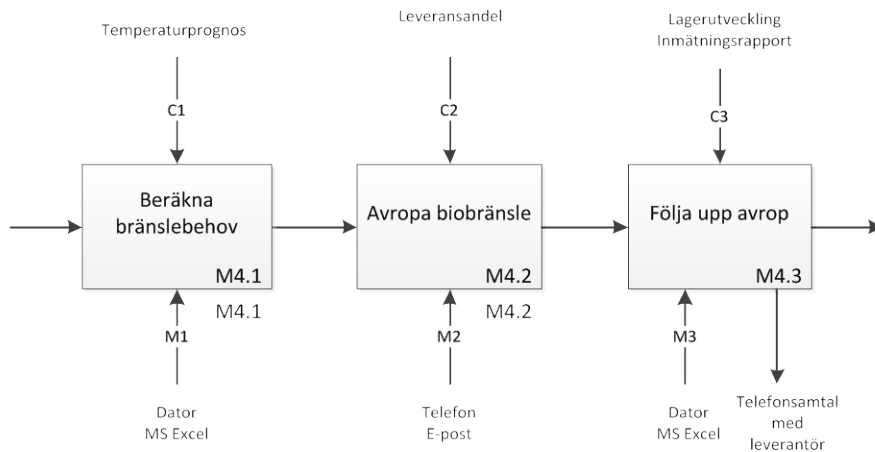 Temperaturprognos
Leveransandel
Lagerutveckling
Inmätningsrapport
C1
C2
C3
Beräkna
bränslebehov
M4.1
Avropa biobränsle
M4.2
Följa upp avrop
M4.3
M4.1
M4.2
M1
M2
M3
Dator
MS Excel
Telefon
E-post
Dator
MS Excel
Telefonsamtal
med
leverantör